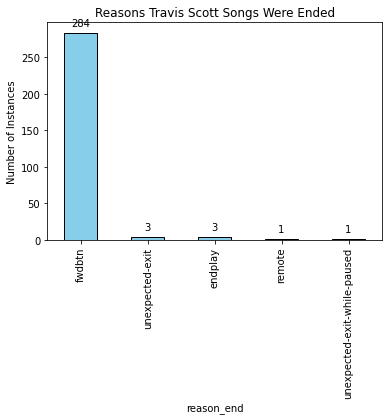 Reasons Travis Scott Songs Were Ended
Number of Instances
250
200
150
100
50
0
284
3
3
1
1
fwdbtn
unexpected-exit
endplay
remote
unexpected-exit-while-paused
reason_end